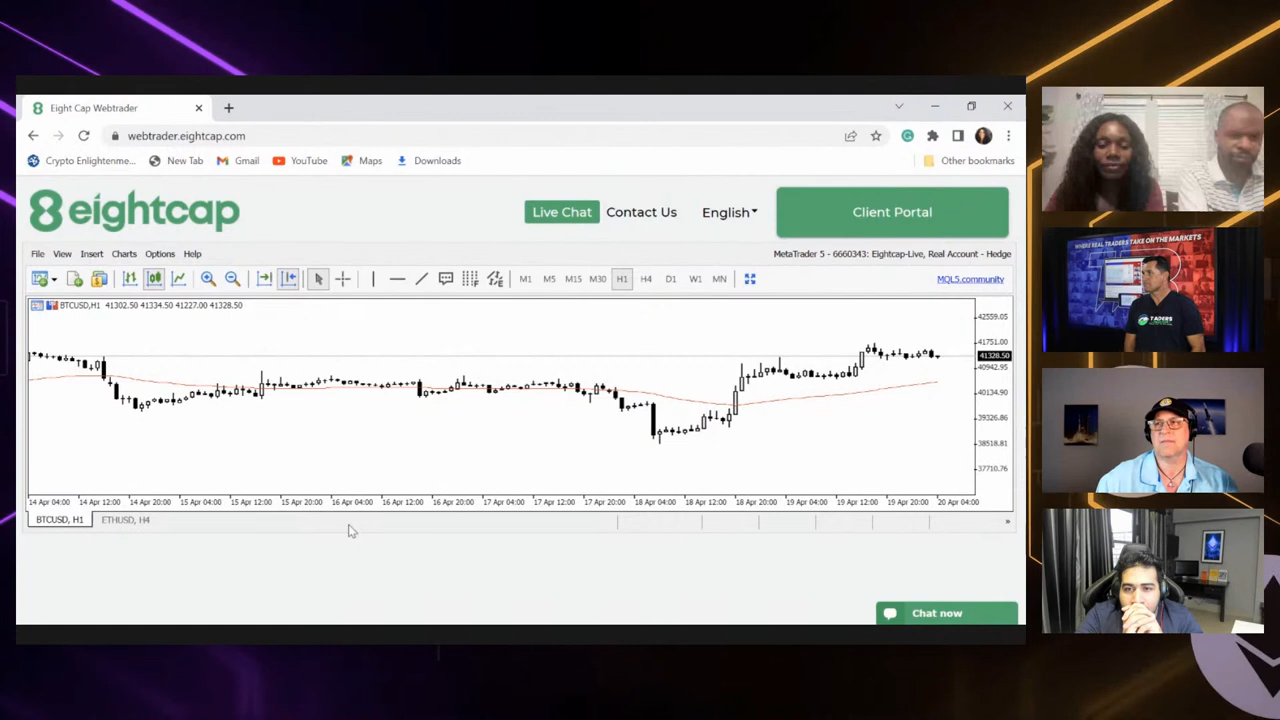 Eight Cap Webtrader
webtrader.eightcap.com
Crypto Enlightenme... New Tab Gmail YouTube Maps Downloads Other bookmarks
8 eightcap Live Chat Contact Us English Client Portal
File View Insert Charts Options Help MetaTrader 5 - 6660343: Eightcap-Live, Real Account - Hedge
M1 M5 M15 M30 H1 H4 D1 W1 MN MQL5.community
BTCUSD,H1 41302.50 41334.50 41227.00 41328.50
42559.05
41751.00
41328.50
40942.95
40134.90
39326.86
38518.81
37710.76
14 Apr 04:00 14 Apr 12:00 14 Apr 20:00 15 Apr 04:00 15 Apr 12:00 15 Apr 20:00 16 Apr 04:00 16 Apr 12:00 16 Apr 20:00 17 Apr 04:00 17 Apr 12:00 17 Apr 20:00 18 Apr 04:00 18 Apr 12:00 18 Apr 20:00 19 Apr 04:00 19 Apr 12:00 19 Apr 20:00 20 Apr 04:00
BTCUSD, H1 ETHUSD, H4
Chat now
WHERE REAL TRADERS TAKE ON THE MARKETS